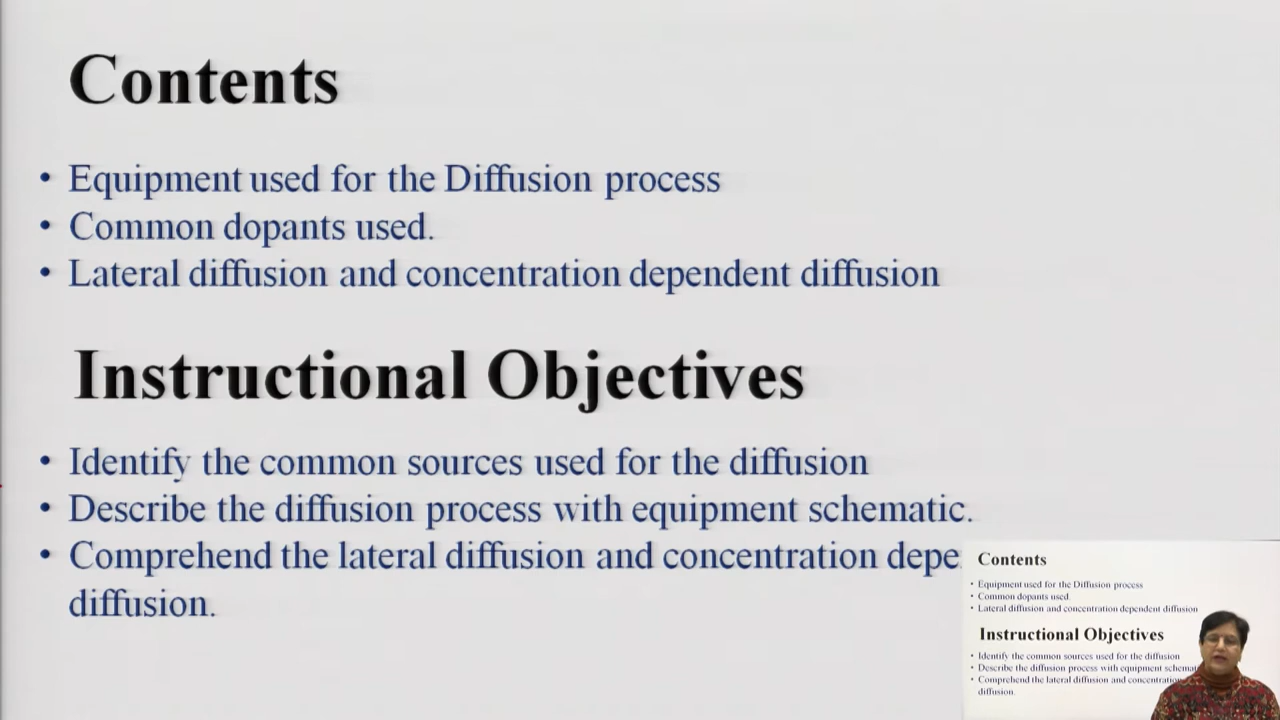 Contents
• Equipment used for the Diffusion process
• Common dopants used.
• Lateral diffusion and concentration dependent diffusion
Instructional Objectives
• Identify the common sources used for the diffusion
• Describe the diffusion process with equipment schematic.
• Comprehend the lateral diffusion and concentration depe
diffusion.
Contents
• Equipment used for the Diffusion process
• Common dopants used.
• Lateral diffusion and concentration dependent diffusion
Instructional Objectives
• Identify the common sources used for the diffusion
• Describe the diffusion process with equipment schemat
• Comprehend the lateral diffusion and concentration
diffusion.